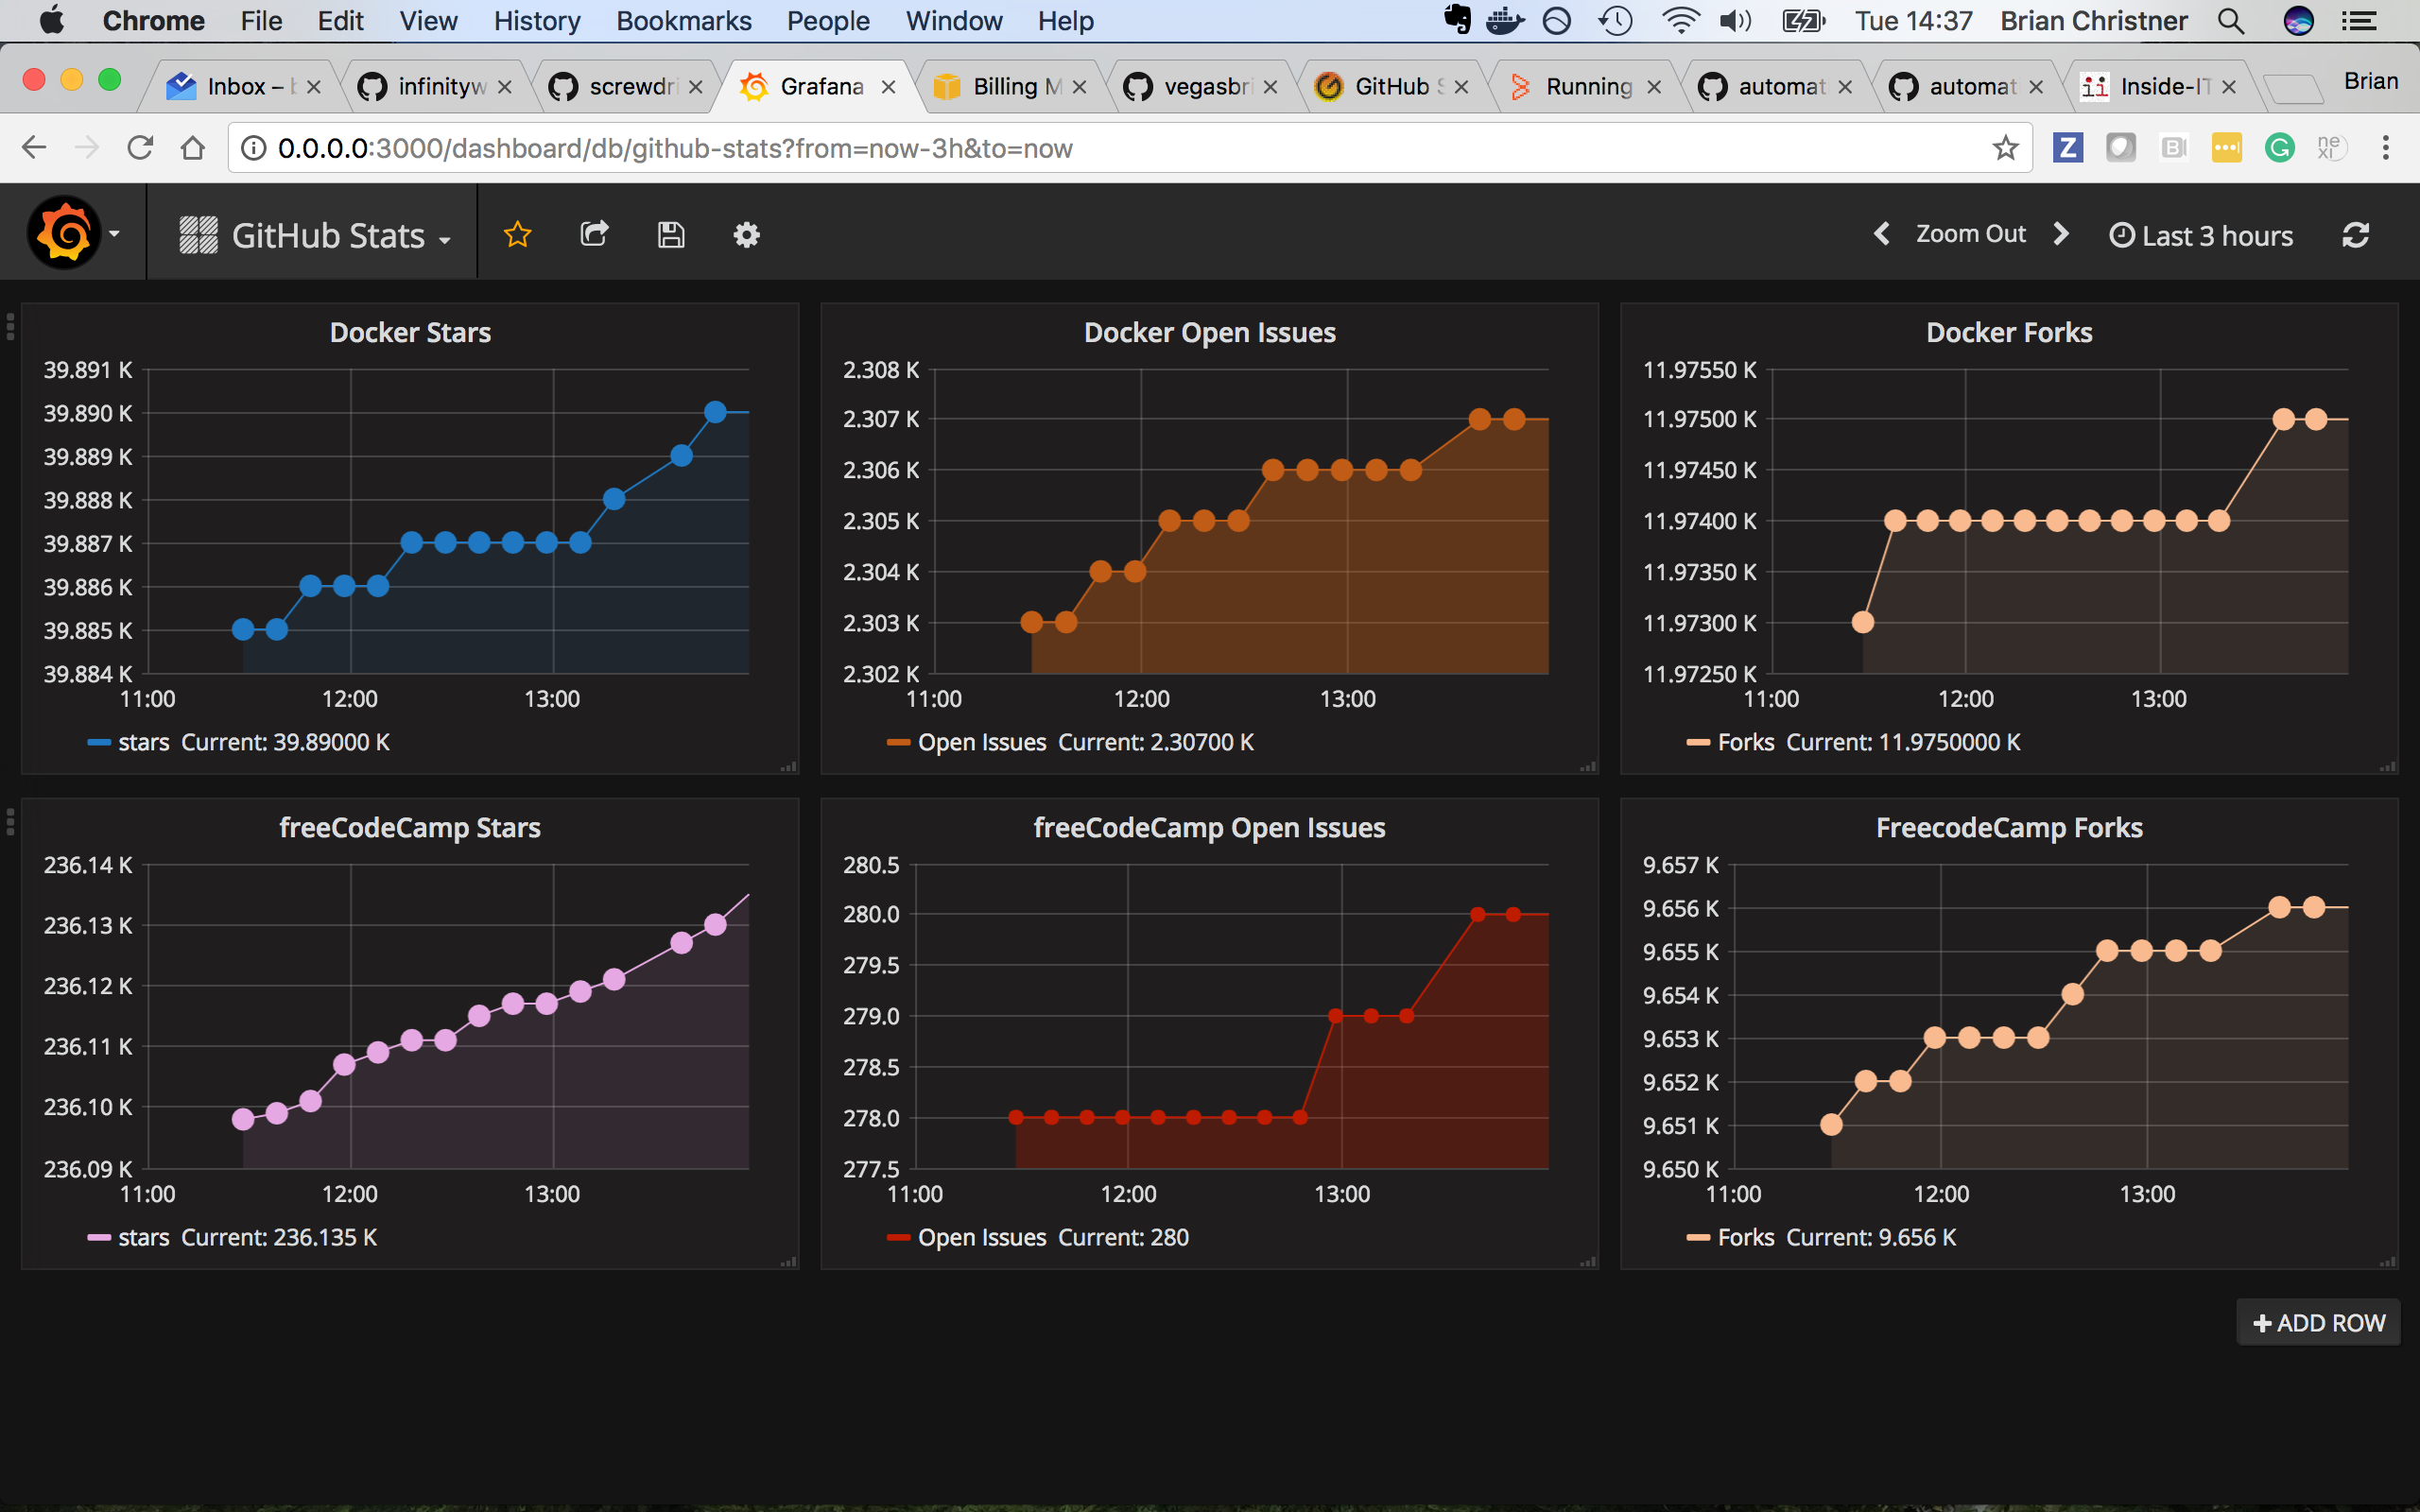 Chrome File Edit View History Bookmarks People Window Help Tue 14:37 Brian Christner
Inbox – infinityw screwdri Grafana Billing M vegasbri GitHub S Running automat automat Inside-IT Brian
0.0.0.0:3000/dashboard/db/github-stats?from=now-3h&to=now
GitHub Stats Zoom Out Last 3 hours
Docker Stars
39.891 K
39.890 K
39.889 K
39.888 K
39.887 K
39.886 K
39.885 K
39.884 K
11:00 12:00 13:00
stars Current: 39.89000 K
Docker Open Issues
2.308 K
2.307 K
2.306 K
2.305 K
2.304 K
2.303 K
2.302 K
11:00 12:00 13:00
Open Issues Current: 2.30700 K
Docker Forks
11.97550 K
11.97500 K
11.97450 K
11.97400 K
11.97350 K
11.97300 K
11.97250 K
11:00 12:00 13:00
Forks Current: 11.9750000 K
freeCodeCamp Stars
236.14 K
236.13 K
236.12 K
236.11 K
236.10 K
236.09 K
11:00 12:00 13:00
stars Current: 236.135 K
freeCodeCamp Open Issues
280.5
280.0
279.5
279.0
278.5
278.0
277.5
11:00 12:00 13:00
Open Issues Current: 280
FreecodeCamp Forks
9.657 K
9.656 K
9.655 K
9.654 K
9.653 K
9.652 K
9.651 K
9.650 K
11:00 12:00 13:00
Forks Current: 9.656 K
ADD ROW